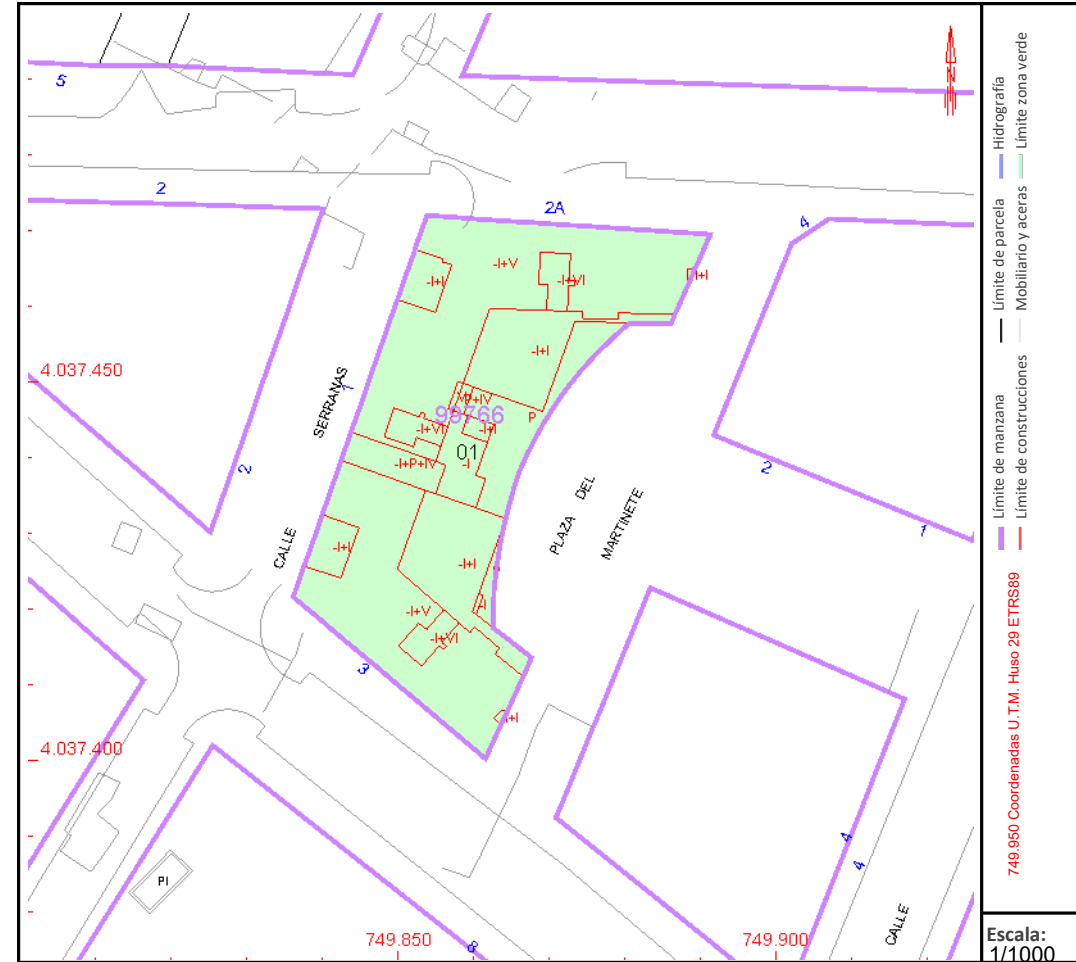 5
2
2A
4
-I+V
-I+I
-I+VI
-I+I
-I+I
4.037.450
SERRANAS
1
P+IV
P
99766
-I+VI
-I+I
01
-I+P+IV
-I
2
2
1
PLAZA DEL
MARTINETE
CALLE
-I+I
-I+I
-I+V
-I+VI
3
-I+I
4.037.400
4
4
PI
749.850
749.900
8
CALLE
N
Límite de manzana
Límite de construcciones
Límite de parcela
Mobiliario y aceras
Hidrografía
Límite zona verde
749.950 Coordenadas U.T.M. Huso 29 ETRS89
Escala:
1/1000